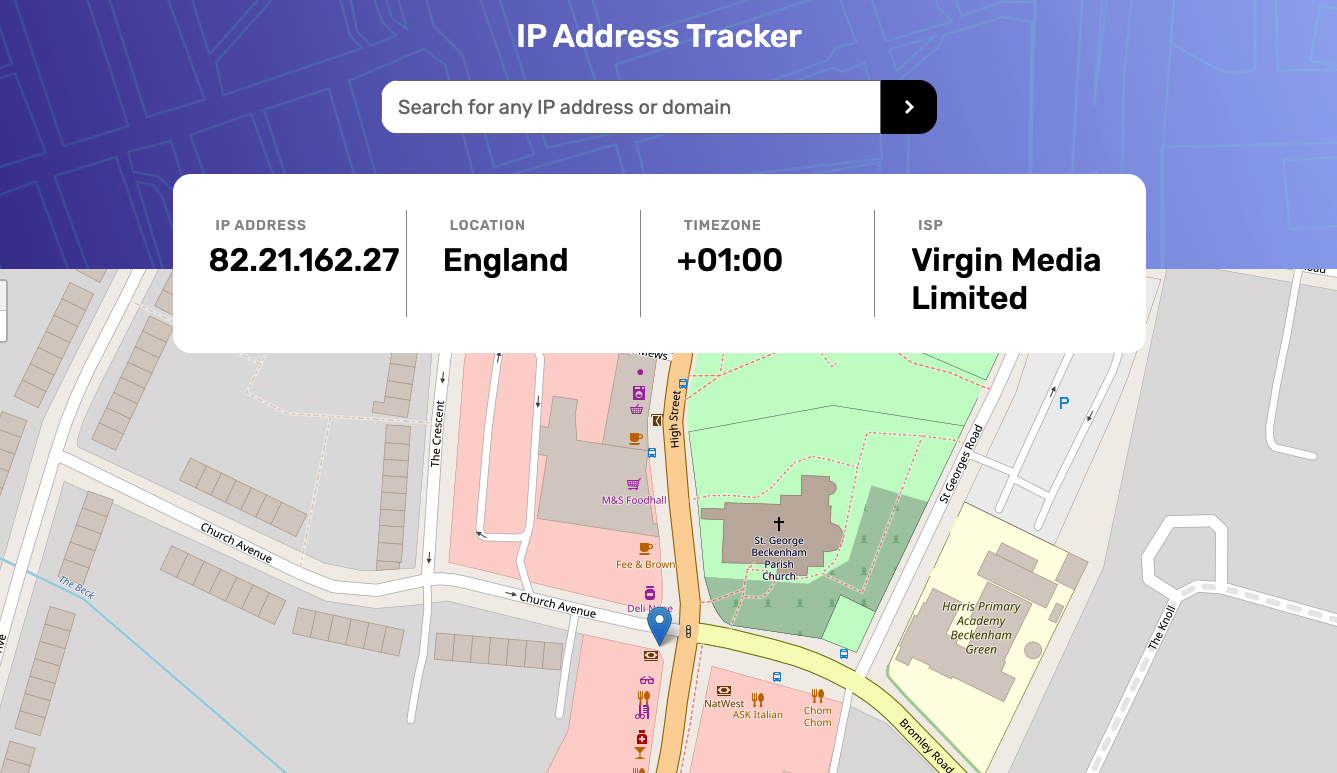 IP Address Tracker
Search for any IP address or domain
IP ADDRESS
82.21.162.27
LOCATION
England
TIMEZONE
+01:00
ISP
Virgin Media
Limited
Mews
High Street
The Crescent
P
St Georges Road
M&S Foodhall
St. George
Beckenham
Parish
Church
Church Avenue
Fee & Brown
The Beck
Church Avenue
Harris Primary
Academy
Beckenham
Green
The Knoll
NatWest
ASK Italian
Chom
Chom
Bromley Road